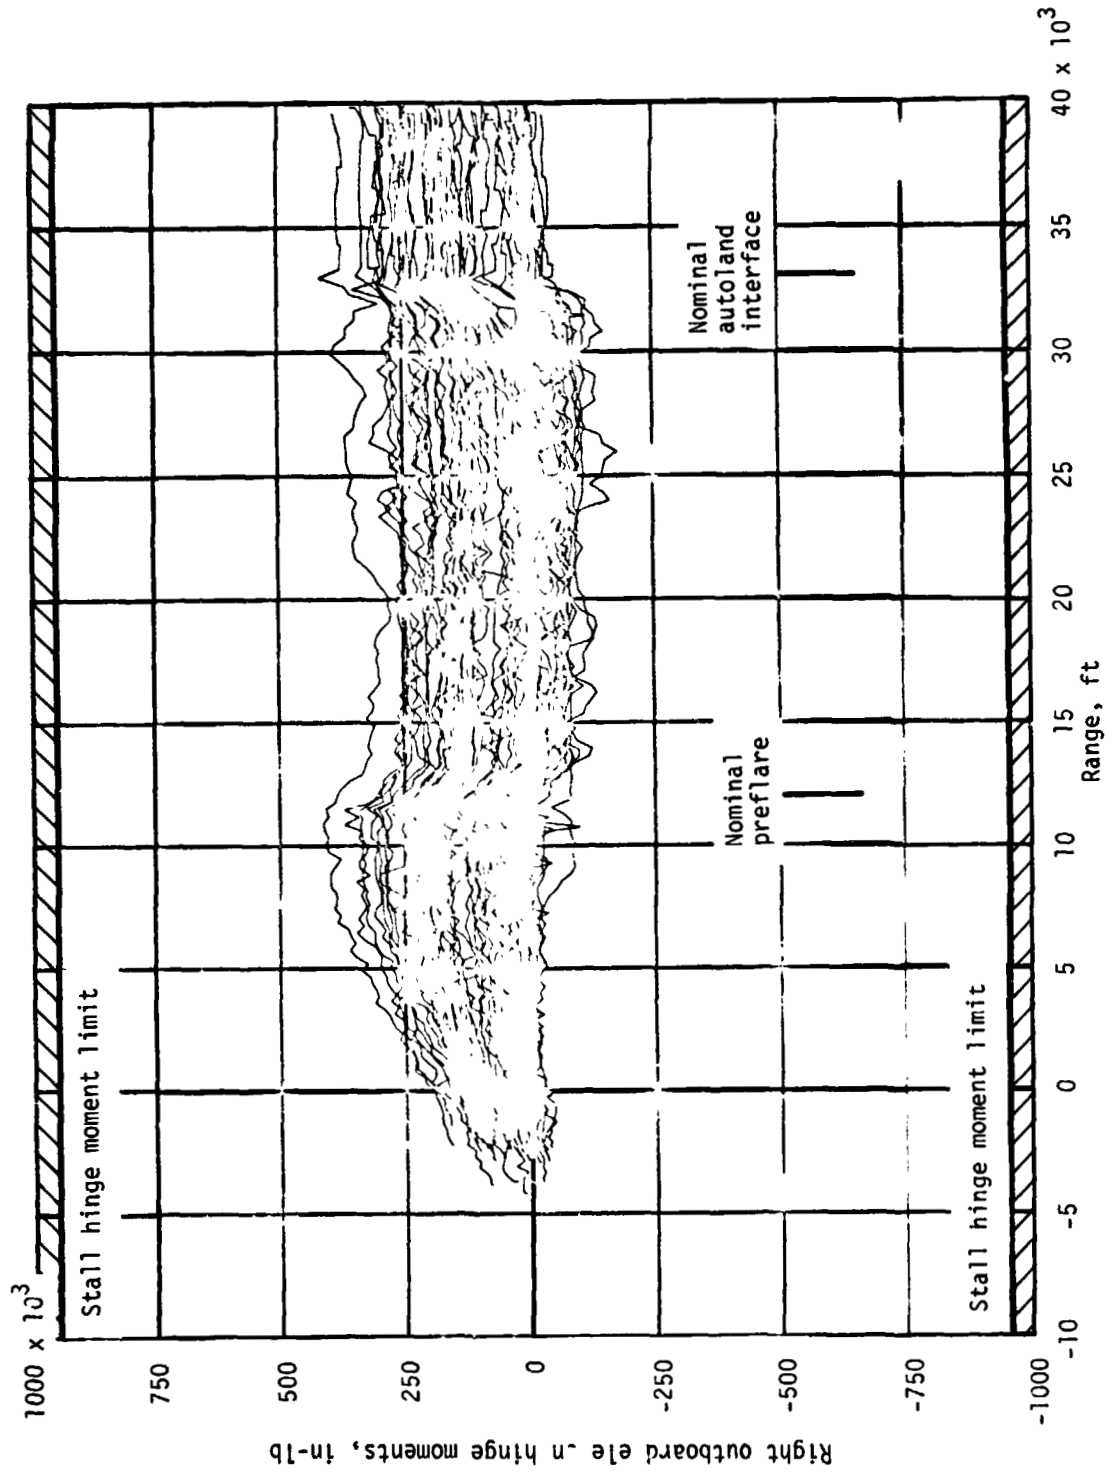 1000 x 10³
750
500
250
0
-250
-500
-750
-1000
Right outboard ele n hinge moments, in-lb
Stall hinge moment limit
Nominal
autoland
interface
Nominal
preflare
Stall hinge moment limit
-10
-5
0
5
10
15
20
25
30
35
40 x 10³
Range, ft